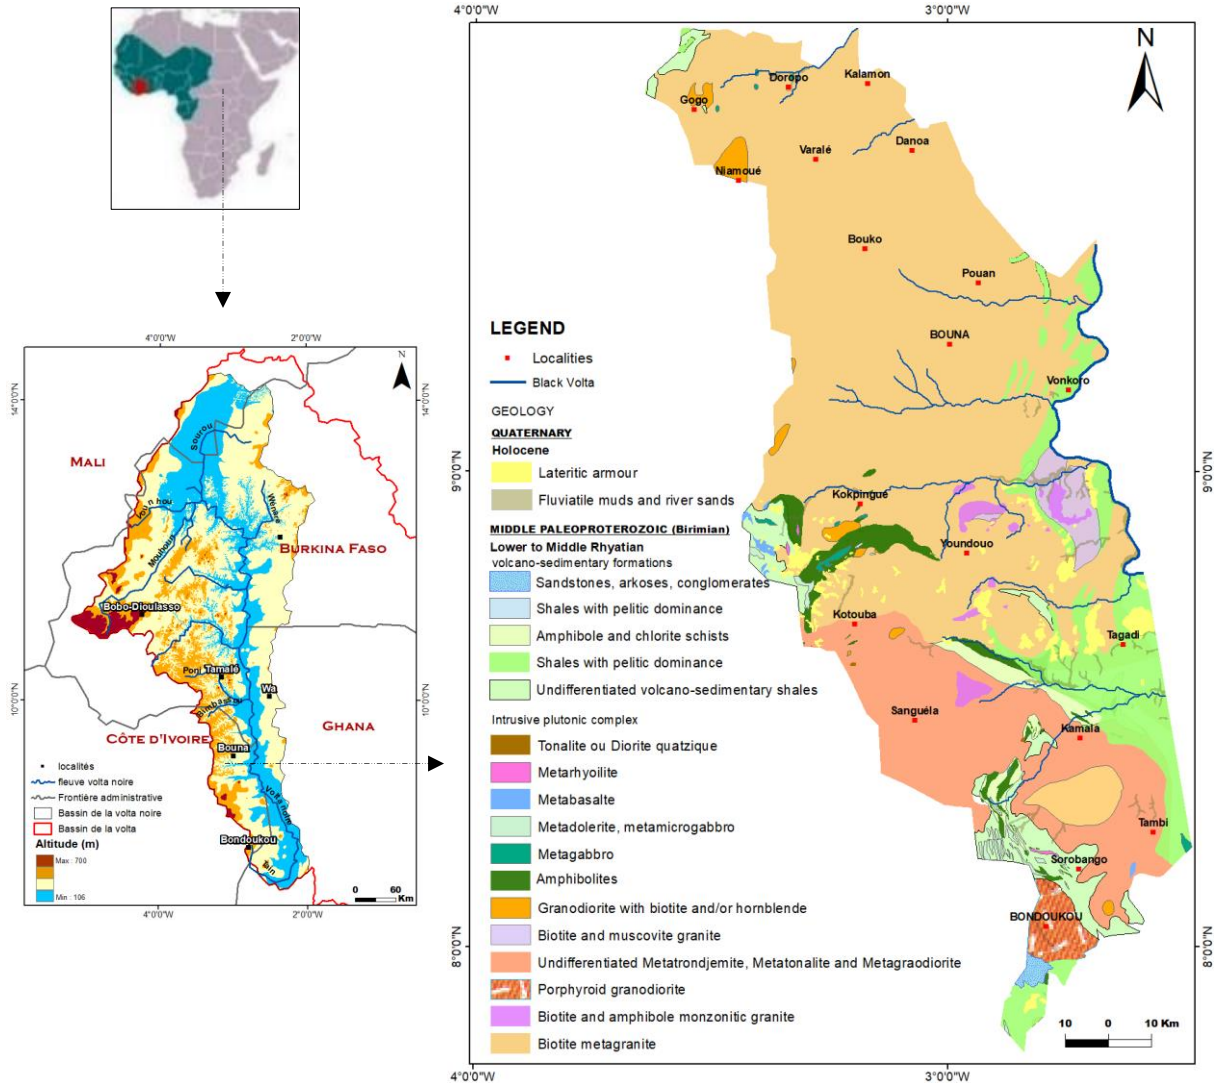 4°0'0"W
3°0'0"W
N
Doropo
Kalamon
Gogo
Danoa
Varalé
Niamoué
Bouko
Pouan
BOUNA
Vonkoro
9°0'0"N
9°0'0"N
Kokpingué
Youndouo
Kotouba
Tagadi
Sanguéla
Kamala
Tambi
Sorobango
BONDOUKOU
8°0'0"N
8°0'0"N
10 0 10 Km
4°0'0"W
3°0'0"W
LEGEND
Localities
Black Volta
GEOLOGY
QUATERNARY
Holocene
Lateritic armour
Fluviatile muds and river sands
MIDDLE PALEOPROTEROZOIC (Birimian)
Lower to Middle Rhyatian
volcano-sedimentary formations
Sandstones, arkoses, conglomerates
Shales with pelitic dominance
Amphibole and chlorite schists
Shales with pelitic dominance
Undifferentiated volcano-sedimentary shales
Intrusive plutonic complex
Tonalite ou Diorite quatzique
Metarhyoilite
Metabasalte
Metadolerite, metamicrogabbro
Metagabbro
Amphibolites
Granodiorite with biotite and/or hornblende
Biotite and muscovite granite
Undifferentiated Metatrondjemite, Metatonalite and Metagraodiorite
Porphyroid granodiorite
Biotite and amphibole monzonitic granite
Biotite metagranite
4°0'0"W
2°0'0"W
N
14°0'0"N
14°0'0"N
Sourou
MALI
Vou n hou
Wénaré
Mouhoun
BURKINA FASO
Bobo-Dioulasso
Poni
Tamalé
Wa
10°0'0"N
10°0'0"N
GHANA
CÔTE D'IVOIRE
Bouna
localités
fleuve volta noire
Frontière administrative
Bassin de la volta noire
Bassin de la volta
Altitude (m)
Max : 700
Min : 106
Bondoukou
0 60
Km
4°0'0"W
2°0'0"W